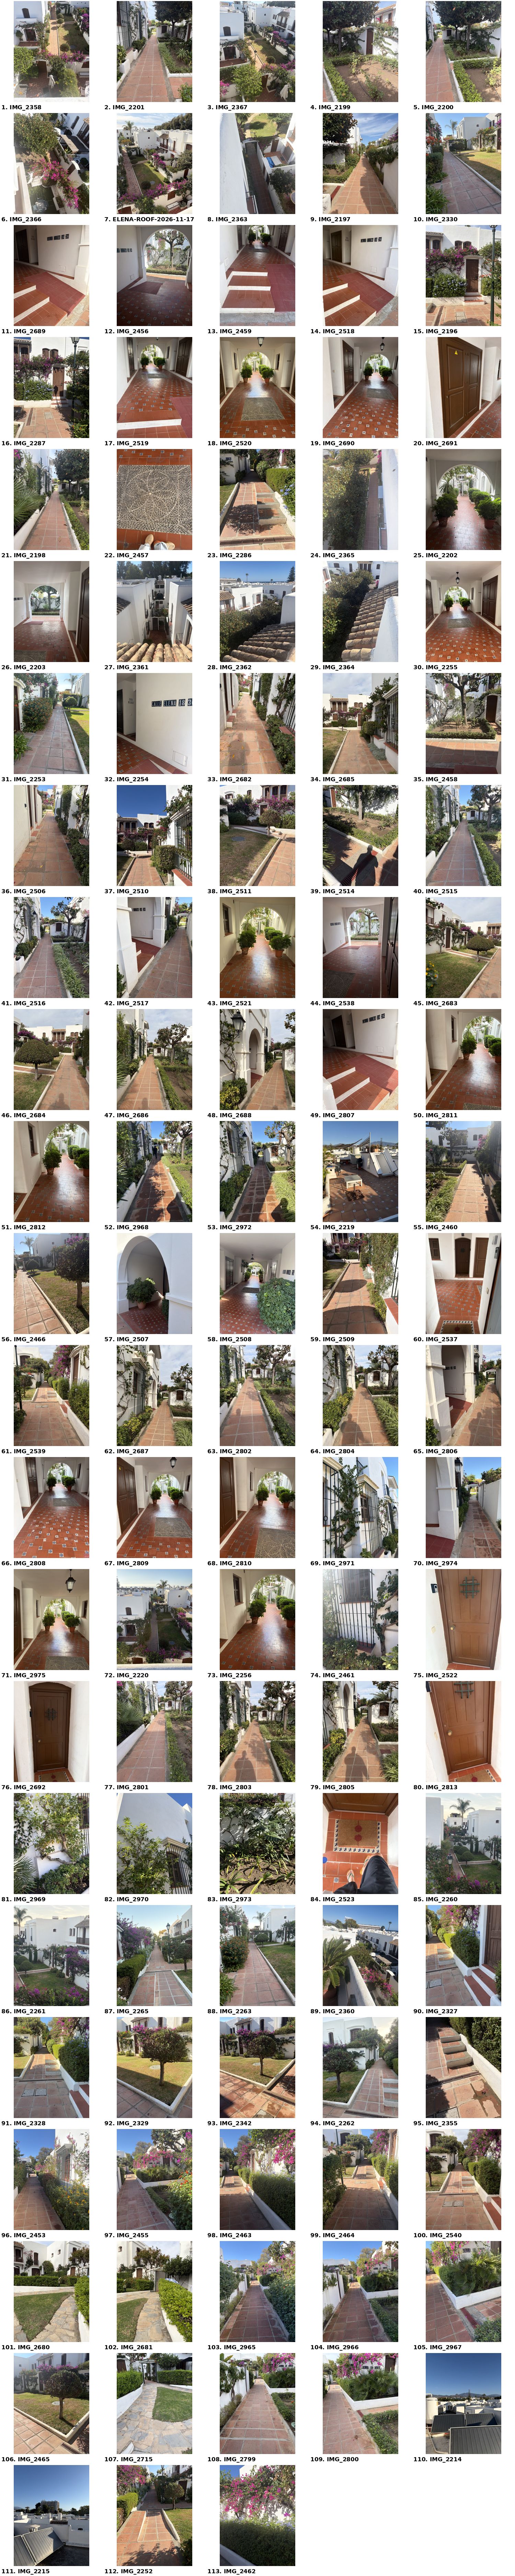 1. IMG_2358 2. IMG_2201 3. IMG_2367 4. IMG_2199 5. IMG_2200
6. IMG_2366 7. ELENA-ROOF-2026-11-17 8. IMG_2363 9. IMG_2197 10. IMG_2330
11. IMG_2689 12. IMG_2456 13. IMG_2459 14. IMG_2518 15. IMG_2196
16. IMG_2287 17. IMG_2519 18. IMG_2520 19. IMG_2690 20. IMG_2691
21. IMG_2198 22. IMG_2457 23. IMG_2286 24. IMG_2365 25. IMG_2202
26. IMG_2203 27. IMG_2361 28. IMG_2362 29. IMG_2364 30. IMG_2255
31. IMG_2253 32. IMG_2254 33. IMG_2682 34. IMG_2685 35. IMG_2458
36. IMG_2506 37. IMG_2510 38. IMG_2511 39. IMG_2514 40. IMG_2515
41. IMG_2516 42. IMG_2517 43. IMG_2521 44. IMG_2538 45. IMG_2683
46. IMG_2684 47. IMG_2686 48. IMG_2688 49. IMG_2807 50. IMG_2811
51. IMG_2812 52. IMG_2968 53. IMG_2972 54. IMG_2219 55. IMG_2460
56. IMG_2466 57. IMG_2507 58. IMG_2508 59. IMG_2509 60. IMG_2537
61. IMG_2539 62. IMG_2687 63. IMG_2802 64. IMG_2804 65. IMG_2806
66. IMG_2808 67. IMG_2809 68. IMG_2810 69. IMG_2971 70. IMG_2974
71. IMG_2975 72. IMG_2220 73. IMG_2256 74. IMG_2461 75. IMG_2522
76. IMG_2692 77. IMG_2801 78. IMG_2803 79. IMG_2805 80. IMG_2813
81. IMG_2969 82. IMG_2970 83. IMG_2973 84. IMG_2523 85. IMG_2260
86. IMG_2261 87. IMG_2265 88. IMG_2263 89. IMG_2360 90. IMG_2327
91. IMG_2328 92. IMG_2329 93. IMG_2342 94. IMG_2262 95. IMG_2355
96. IMG_2453 97. IMG_2455 98. IMG_2463 99. IMG_2464 100. IMG_2540
101. IMG_2680 102. IMG_2681 103. IMG_2965 104. IMG_2966 105. IMG_2967
106. IMG_2465 107. IMG_2715 108. IMG_2799 109. IMG_2800 110. IMG_2214
111. IMG_2215 112. IMG_2252 113. IMG_2462